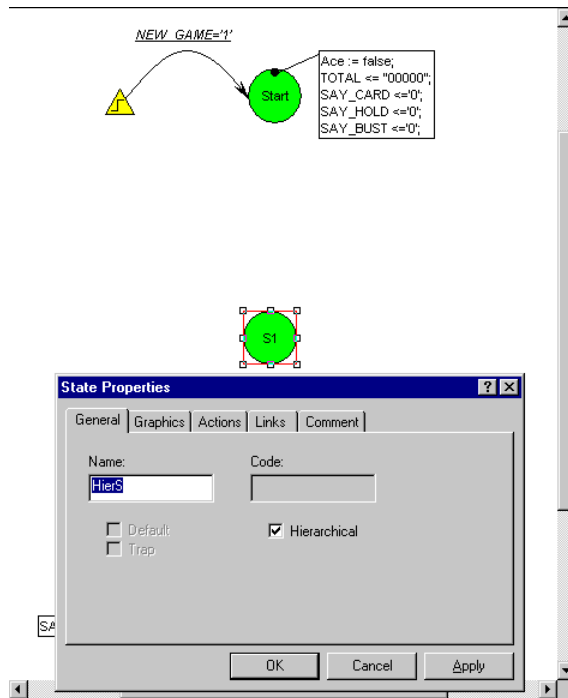 NEW_GAME='1'
Start
Ace := false;
TOTAL <= "00000";
SAY_CARD <='0';
SAY_HOLD <='0';
SAY_BUST <='0';
S1
State Properties
General Graphics Actions Links Comment
Name: Code:
HierS
Default Hierarchical
Trap
SA
OK Cancel Apply